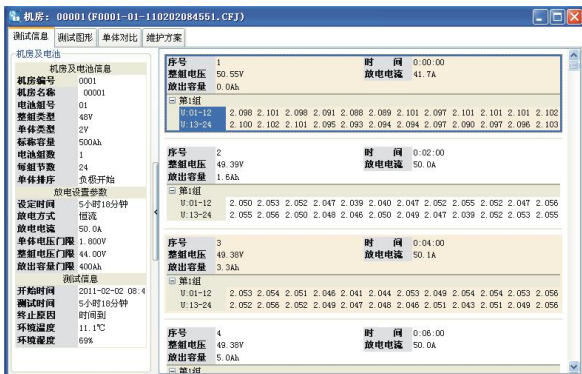 机房: 00001(F0001-01-110202084551.CFJ)
测试信息 测试图形 单体对比 维护方案
机房及电池
机房及电池信息
机房编号 0001
机房名称 00001
电池组号 01
整组类型 48V
单体类型 2V
标称容量 500Ah
电池组数 1
每组节数 24
单体排序 负极开始
放电设置参数
设定时间 5小时10分钟
放电方式 恒流
放电电流 50.0A
单体电压门限 1.800V
整组电压门限 44.00V
放出容量门限 400Ah
测试信息
开始时间 2011-02-02 08:4
测试时间 5小时10分钟
终止原因 时间到
环境温度 11.1℃
环境湿度 69%
序号 1 时 间 0:00:00
整组电压 50.55V 放电电流 41.7A
放出容量 0.0Ah
第1组
U:01-12 2.098 2.101 2.098 2.091 2.088 2.089 2.101 2.097 2.101 2.101 2.102 2.101
U:13-24 2.100 2.102 2.101 2.095 2.093 2.094 2.094 2.097 2.090 2.097 2.096 2.103
序号 2 时 间 0:02:00
整组电压 49.39V 放电电流 50.0A
放出容量 1.6Ah
第1组
U:01-12 2.050 2.053 2.052 2.047 2.039 2.040 2.047 2.052 2.055 2.052 2.047 2.056
U:13-24 2.055 2.056 2.050 2.048 2.046 2.050 2.049 2.047 2.039 2.052 2.053 2.055
序号 3 时 间 0:04:00
整组电压 49.38V 放电电流 50.1A
放出容量 3.3Ah
第1组
U:01-12 2.053 2.054 2.051 2.046 2.041 2.044 2.053 2.049 2.054 2.054 2.053 2.056
U:13-24 2.052 2.056 2.052 2.049 2.047 2.048 2.046 2.051 2.043 2.051 2.049 2.053
序号 4 时 间 0:06:00
整组电压 49.38V 放电电流 50.0A
放出容量 5.0Ah
第1组